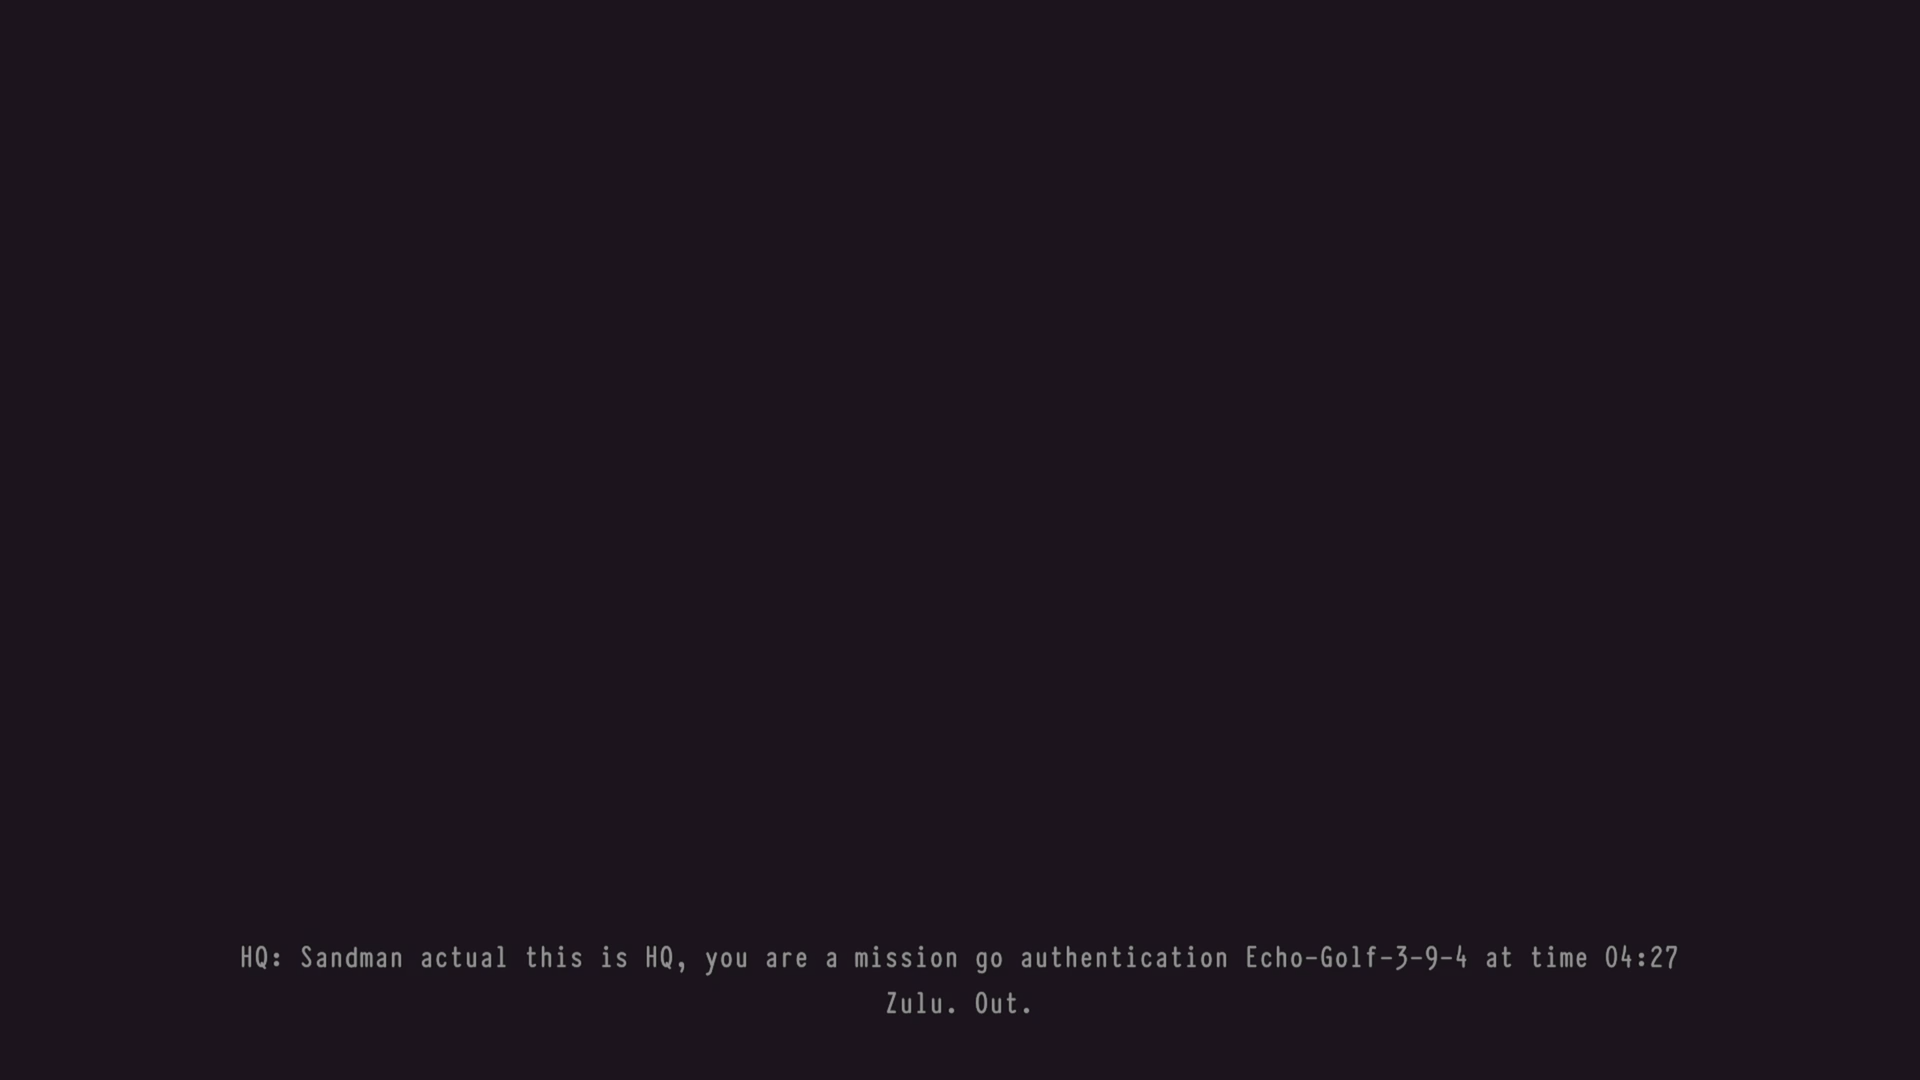 HQ: Sandman actual this is HQ, you are a mission go authentication Echo-Golf-3-9-4 at time 04:27
Zulu. Out.